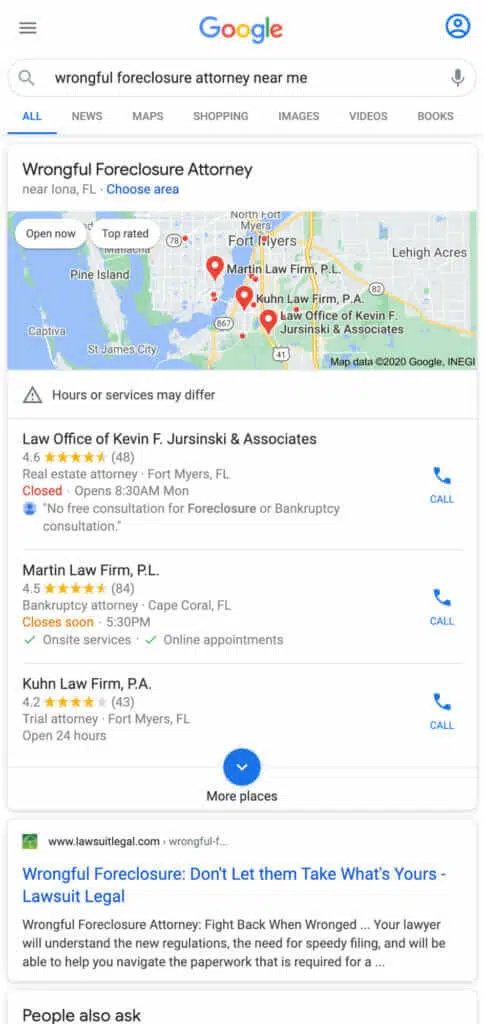 Google
wrongful foreclosure attorney near me
ALL NEWS MAPS SHOPPING IMAGES VIDEOS BOOKS
Wrongful Foreclosure Attorney
near Iona, FL · Choose area
Open now Top rated
North Fort
Myers
Fort Myers
Matlacha
78
Lehigh Acres
Pine Island
Martin Law Firm, P.L.
82
Kuhn Law Firm, P.A.
Law Office of Kevin F.
Jursinski & Associates
867
Captiva
St James City
41
Map data ©2020 Google, INEGI
Hours or services may differ
Law Office of Kevin F. Jursinski & Associates
4.6 (48)
Real estate attorney · Fort Myers, FL
Closed · Opens 8:30AM Mon
"No free consultation for Foreclosure or Bankruptcy
consultation."
CALL
Martin Law Firm, P.L.
4.5 (84)
Bankruptcy attorney · Cape Coral, FL
Closes soon · 5:30PM
Onsite services · Online appointments
CALL
Kuhn Law Firm, P.A.
4.2 (43)
Trial attorney · Fort Myers, FL
Open 24 hours
CALL
More places
www.lawsuitlegal.com › wrongful-f...
Wrongful Foreclosure: Don't Let them Take What's Yours -
Lawsuit Legal
Wrongful Foreclosure Attorney: Fight Back When Wronged ... Your lawyer
will understand the new regulations, the need for speedy filing, and will be
able to help you navigate the paperwork that is required for a ...
People also ask